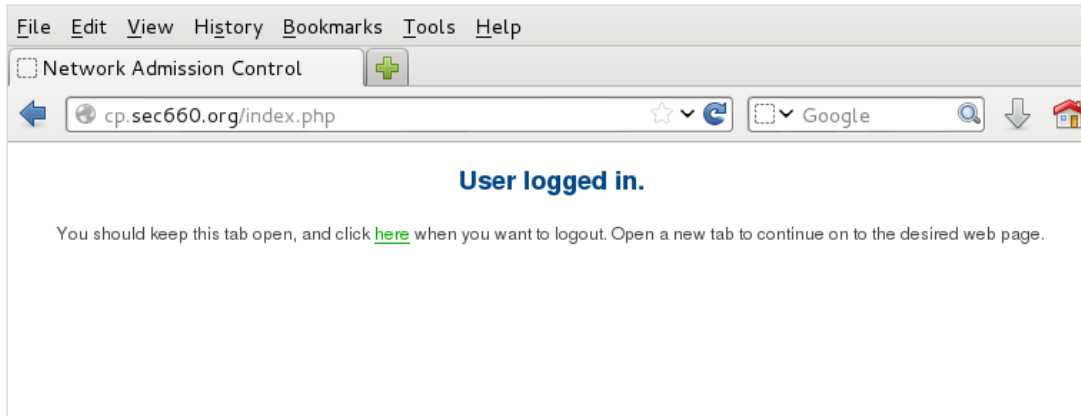 File Edit View History Bookmarks Tools Help
Network Admission Control
cp.sec660.org/index.php Google
User logged in.
You should keep this tab open, and click here when you want to logout. Open a new tab to continue on to the desired web page.